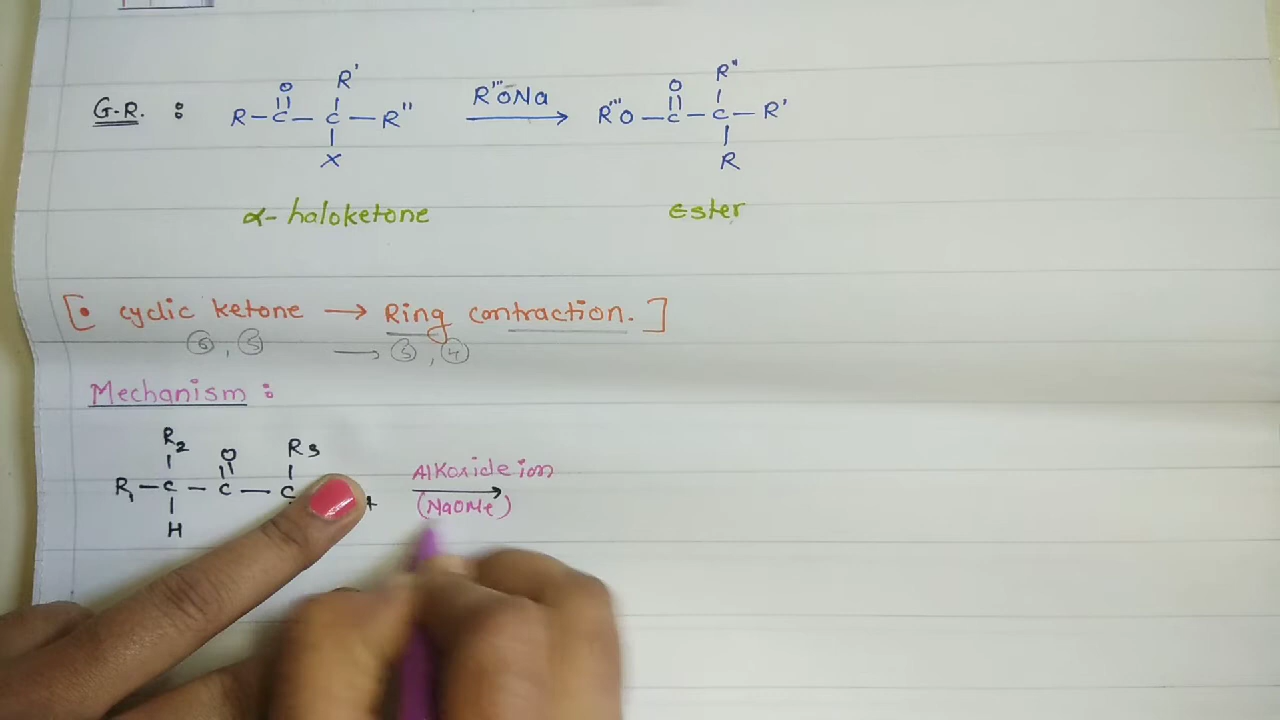 G.R. : R-C(=O)-C(R')(X)-R'' R'''ONa → R'''O-C(=O)-C(R'')(R)-R'
α-haloketone Ester
[• cyclic ketone → Ring contraction.]
⑥, ⑤ → ⑤, ④
Mechanism :
R₁-C(R₂)(H)-C(=O)-C(R₃) + Alkoxide ion → (NaOMe)